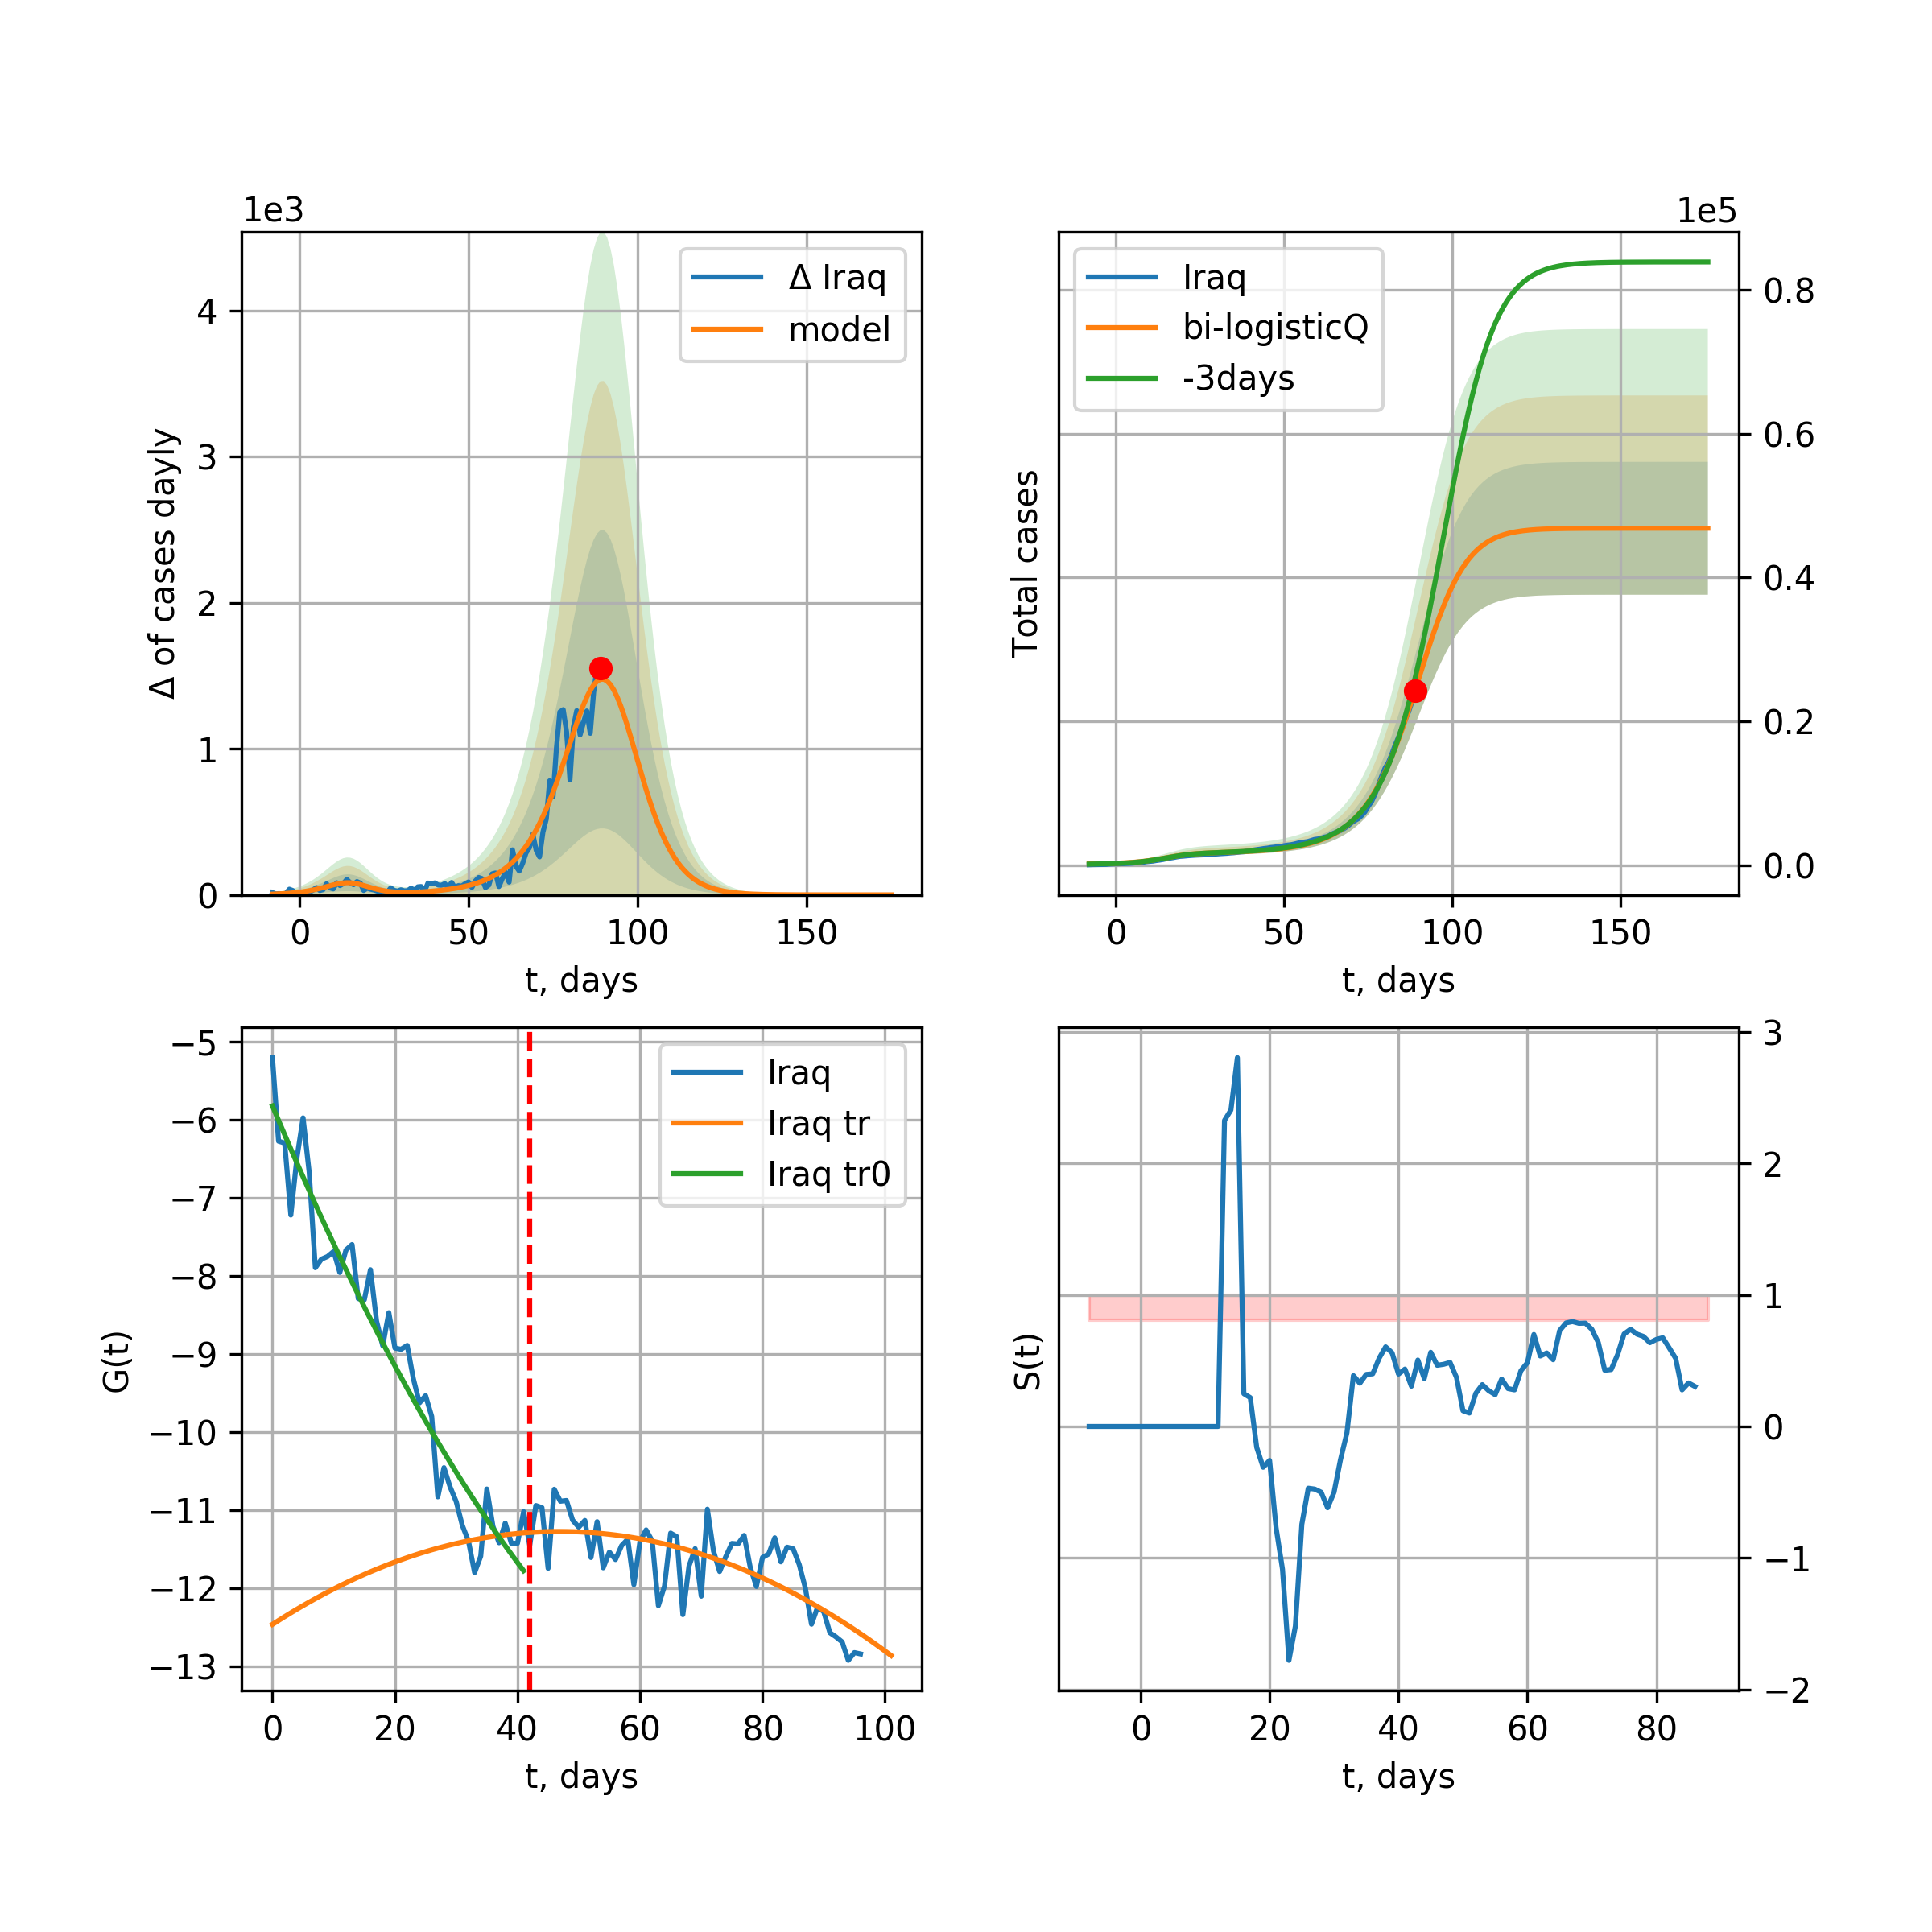 1e3
4
3
2
1
0
Δ of cases dayly
0 50 100 150
t, days
Δ Iraq
model
1e5
0.8
0.6
0.4
0.2
0.0
Total cases
0 50 100 150
t, days
Iraq
bi-logisticQ
-3days
−5
−6
−7
−8
−9
−10
−11
−12
−13
G(t)
0 20 40 60 80 100
t, days
Iraq
Iraq tr
Iraq tr0
3
2
1
0
−1
−2
S(t)
0 20 40 60 80
t, days